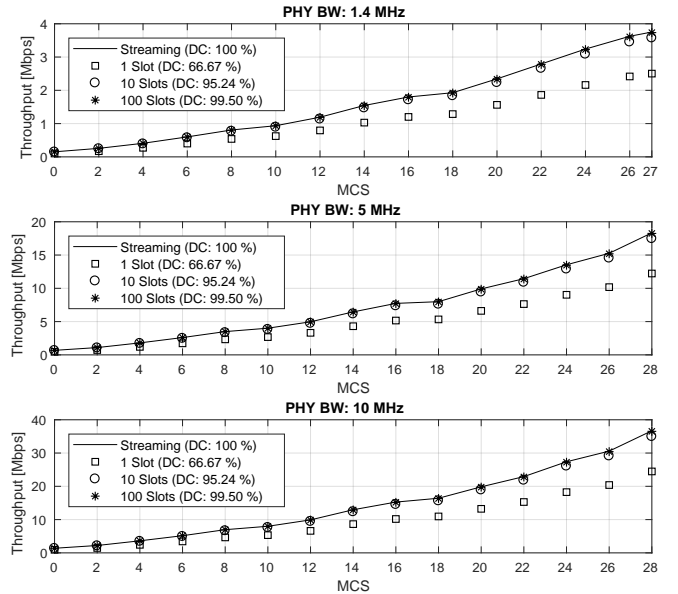 PHY BW: 1.4 MHz
Throughput [Mbps]
4
3
2
1
0
Streaming (DC: 100 %)
1 Slot (DC: 66.67 %)
10 Slots (DC: 95.24 %)
100 Slots (DC: 99.50 %)
0 2 4 6 8 10 12 14 16 18 20 22 24 26 27
MCS
PHY BW: 5 MHz
Throughput [Mbps]
20
15
10
5
0
Streaming (DC: 100 %)
1 Slot (DC: 66.67 %)
10 Slots (DC: 95.24 %)
100 Slots (DC: 99.50 %)
0 2 4 6 8 10 12 14 16 18 20 22 24 26 28
MCS
PHY BW: 10 MHz
Throughput [Mbps]
40
30
20
10
0
Streaming (DC: 100 %)
1 Slot (DC: 66.67 %)
10 Slots (DC: 95.24 %)
100 Slots (DC: 99.50 %)
0 2 4 6 8 10 12 14 16 18 20 22 24 26 28
MCS